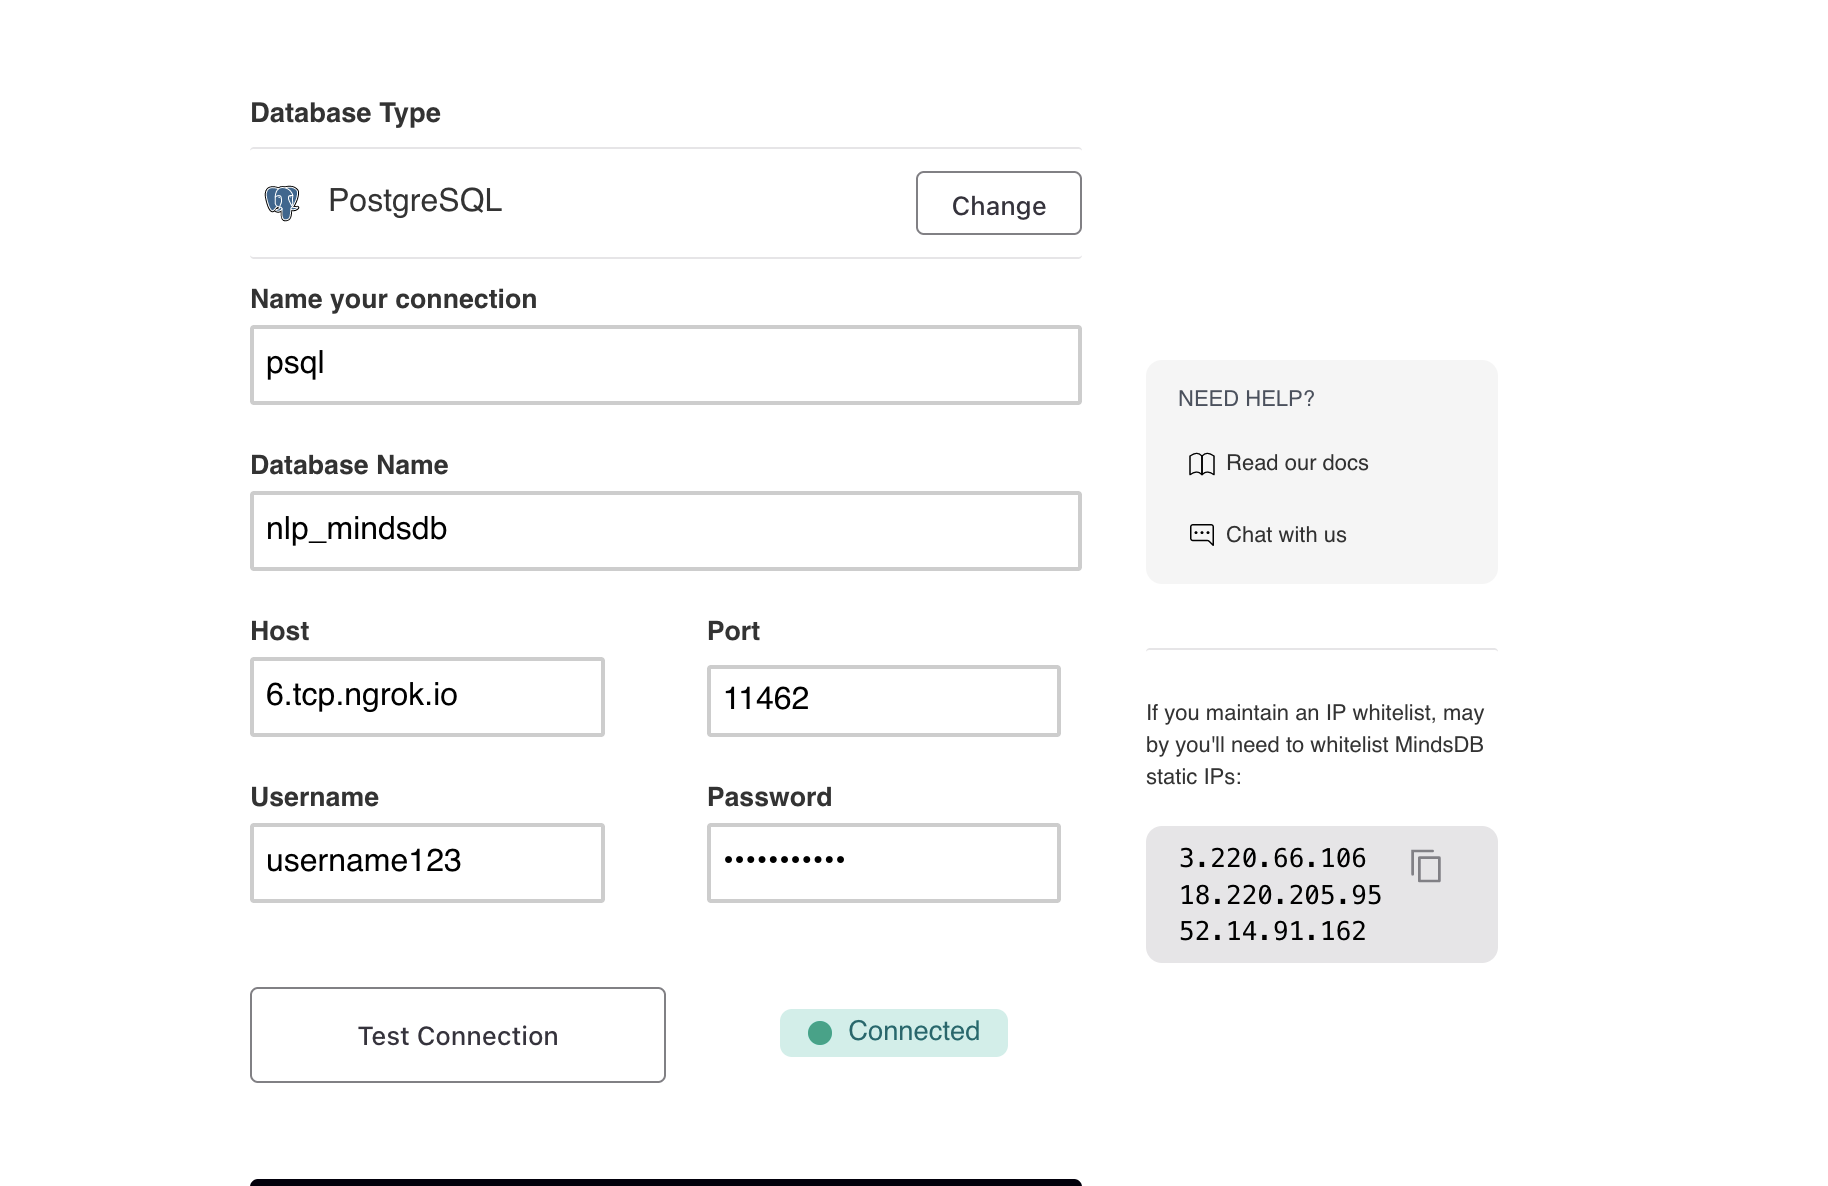 Database Type
PostgreSQL
Change
Name your connection
psql
Database Name
nlp_mindsdb
Host
Port
6.tcp.ngrok.io
11462
Username
Password
username123
•••••••••••
Test Connection
Connected
NEED HELP?
Read our docs
Chat with us
If you maintain an IP whitelist, may
by you'll need to whitelist MindsDB
static IPs:
3.220.66.106
18.220.205.95
52.14.91.162